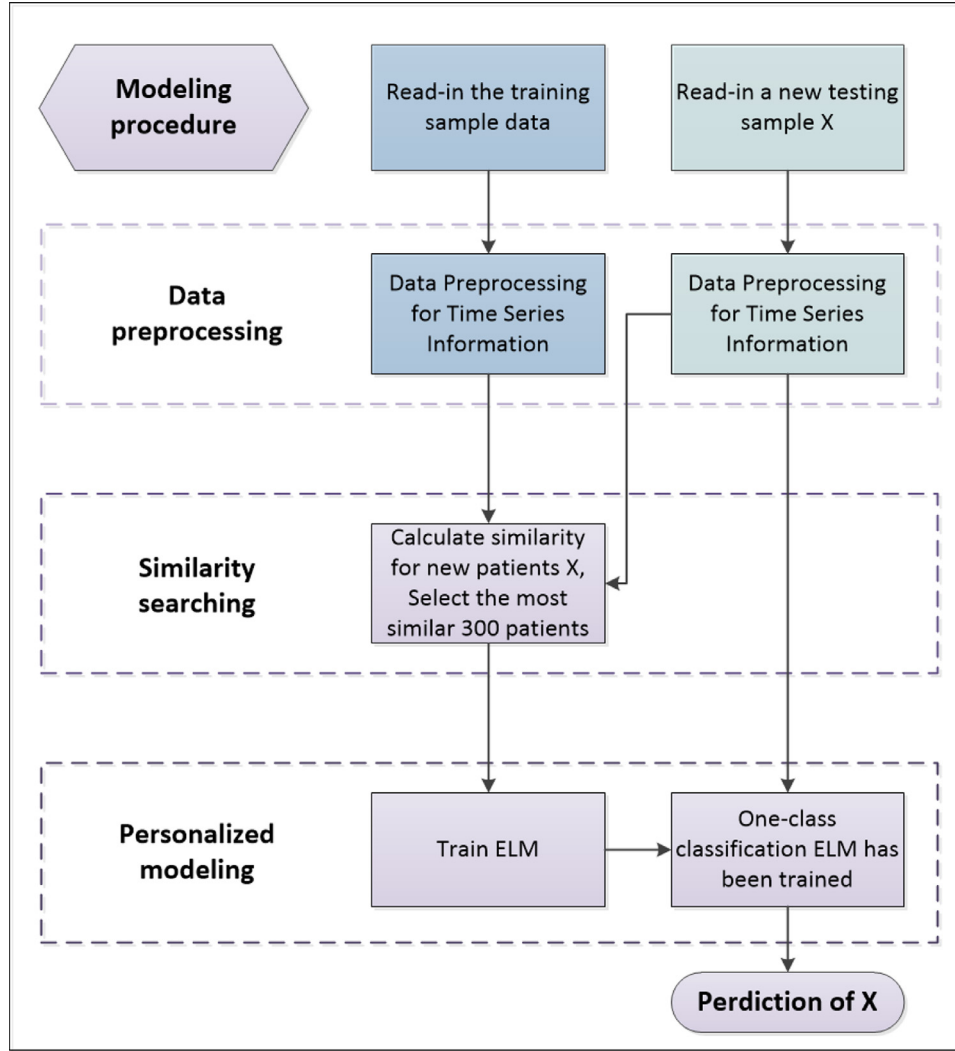 Modeling
procedure
Read-in the training
sample data
Read-in a new testing
sample X
Data
preprocessing
Data Preprocessing
for Time Series
Information
Data Preprocessing
for Time Series
Information
Similarity
searching
Calculate similarity
for new patients X,
Select the most
similar 300 patients
Personalized
modeling
Train ELM
One-class
classification ELM has
been trained
Perdiction of X